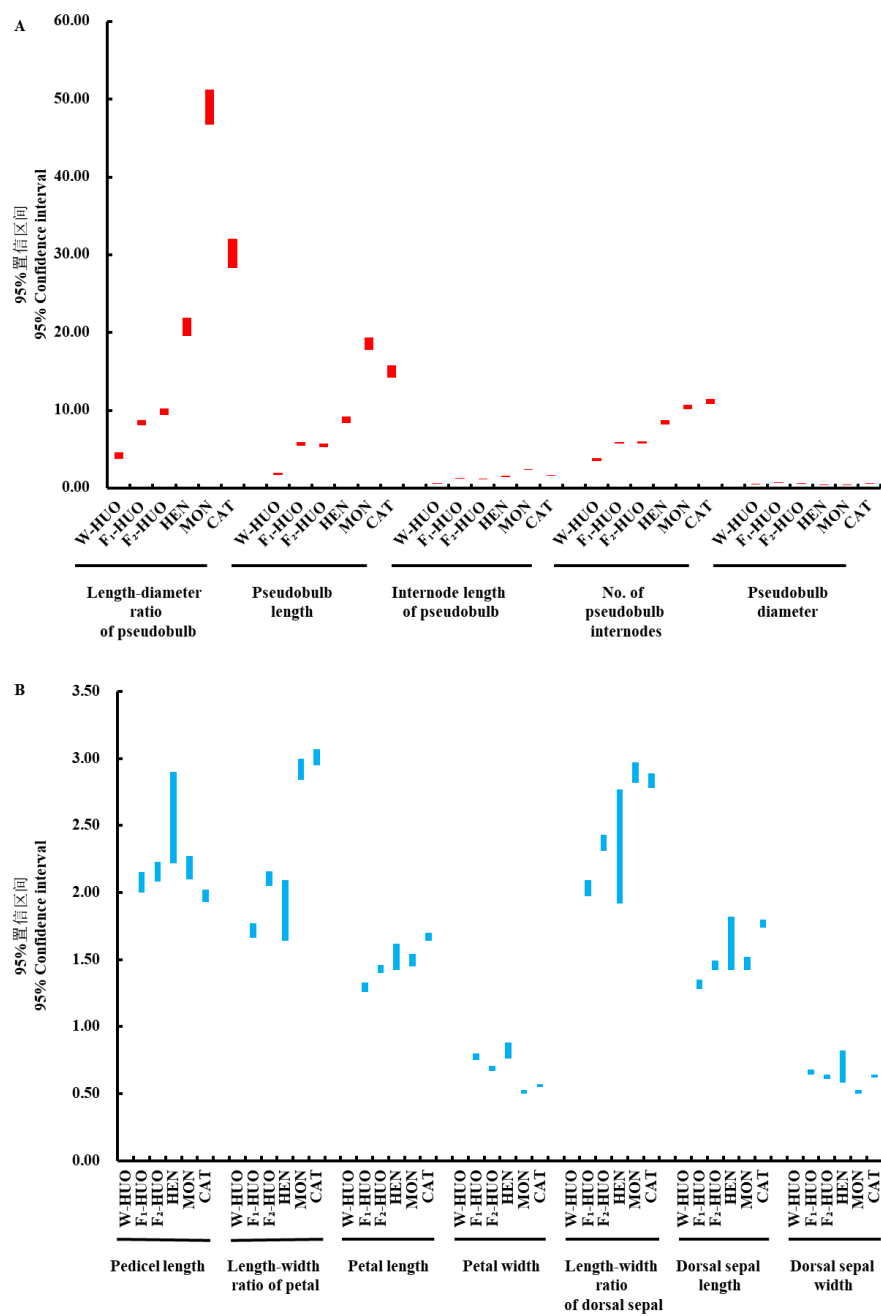 A
60.00
50.00
40.00
30.00
20.00
10.00
0.00
95%置信区间
95% Confidence interval
W-HUO F₁-HUO F₂-HUO HEN MON CAT W-HUO F₁-HUO F₂-HUO HEN MON CAT W-HUO F₁-HUO F₂-HUO HEN MON CAT W-HUO F₁-HUO F₂-HUO HEN MON CAT W-HUO F₁-HUO F₂-HUO HEN MON CAT
Length-diameter
ratio
of pseudobulb
Pseudobulb
length
Internode length
of pseudobulb
No. of
pseudobulb
internodes
Pseudobulb
diameter
B
3.50
3.00
2.50
2.00
1.50
1.00
0.50
0.00
95%置信区间
95% Confidence interval
W-HUO F₁-HUO F₂-HUO HEN MON CAT W-HUO F₁-HUO F₂-HUO HEN MON CAT W-HUO F₁-HUO F₂-HUO HEN MON CAT W-HUO F₁-HUO F₂-HUO HEN MON CAT W-HUO F₁-HUO F₂-HUO HEN MON CAT W-HUO F₁-HUO F₂-HUO HEN MON CAT W-HUO F₁-HUO F₂-HUO HEN MON CAT
Pedicel length
Length-width
ratio of petal
Petal length
Petal width
Length-width
ratio
of dorsal sepal
Dorsal sepal
length
Dorsal sepal
width